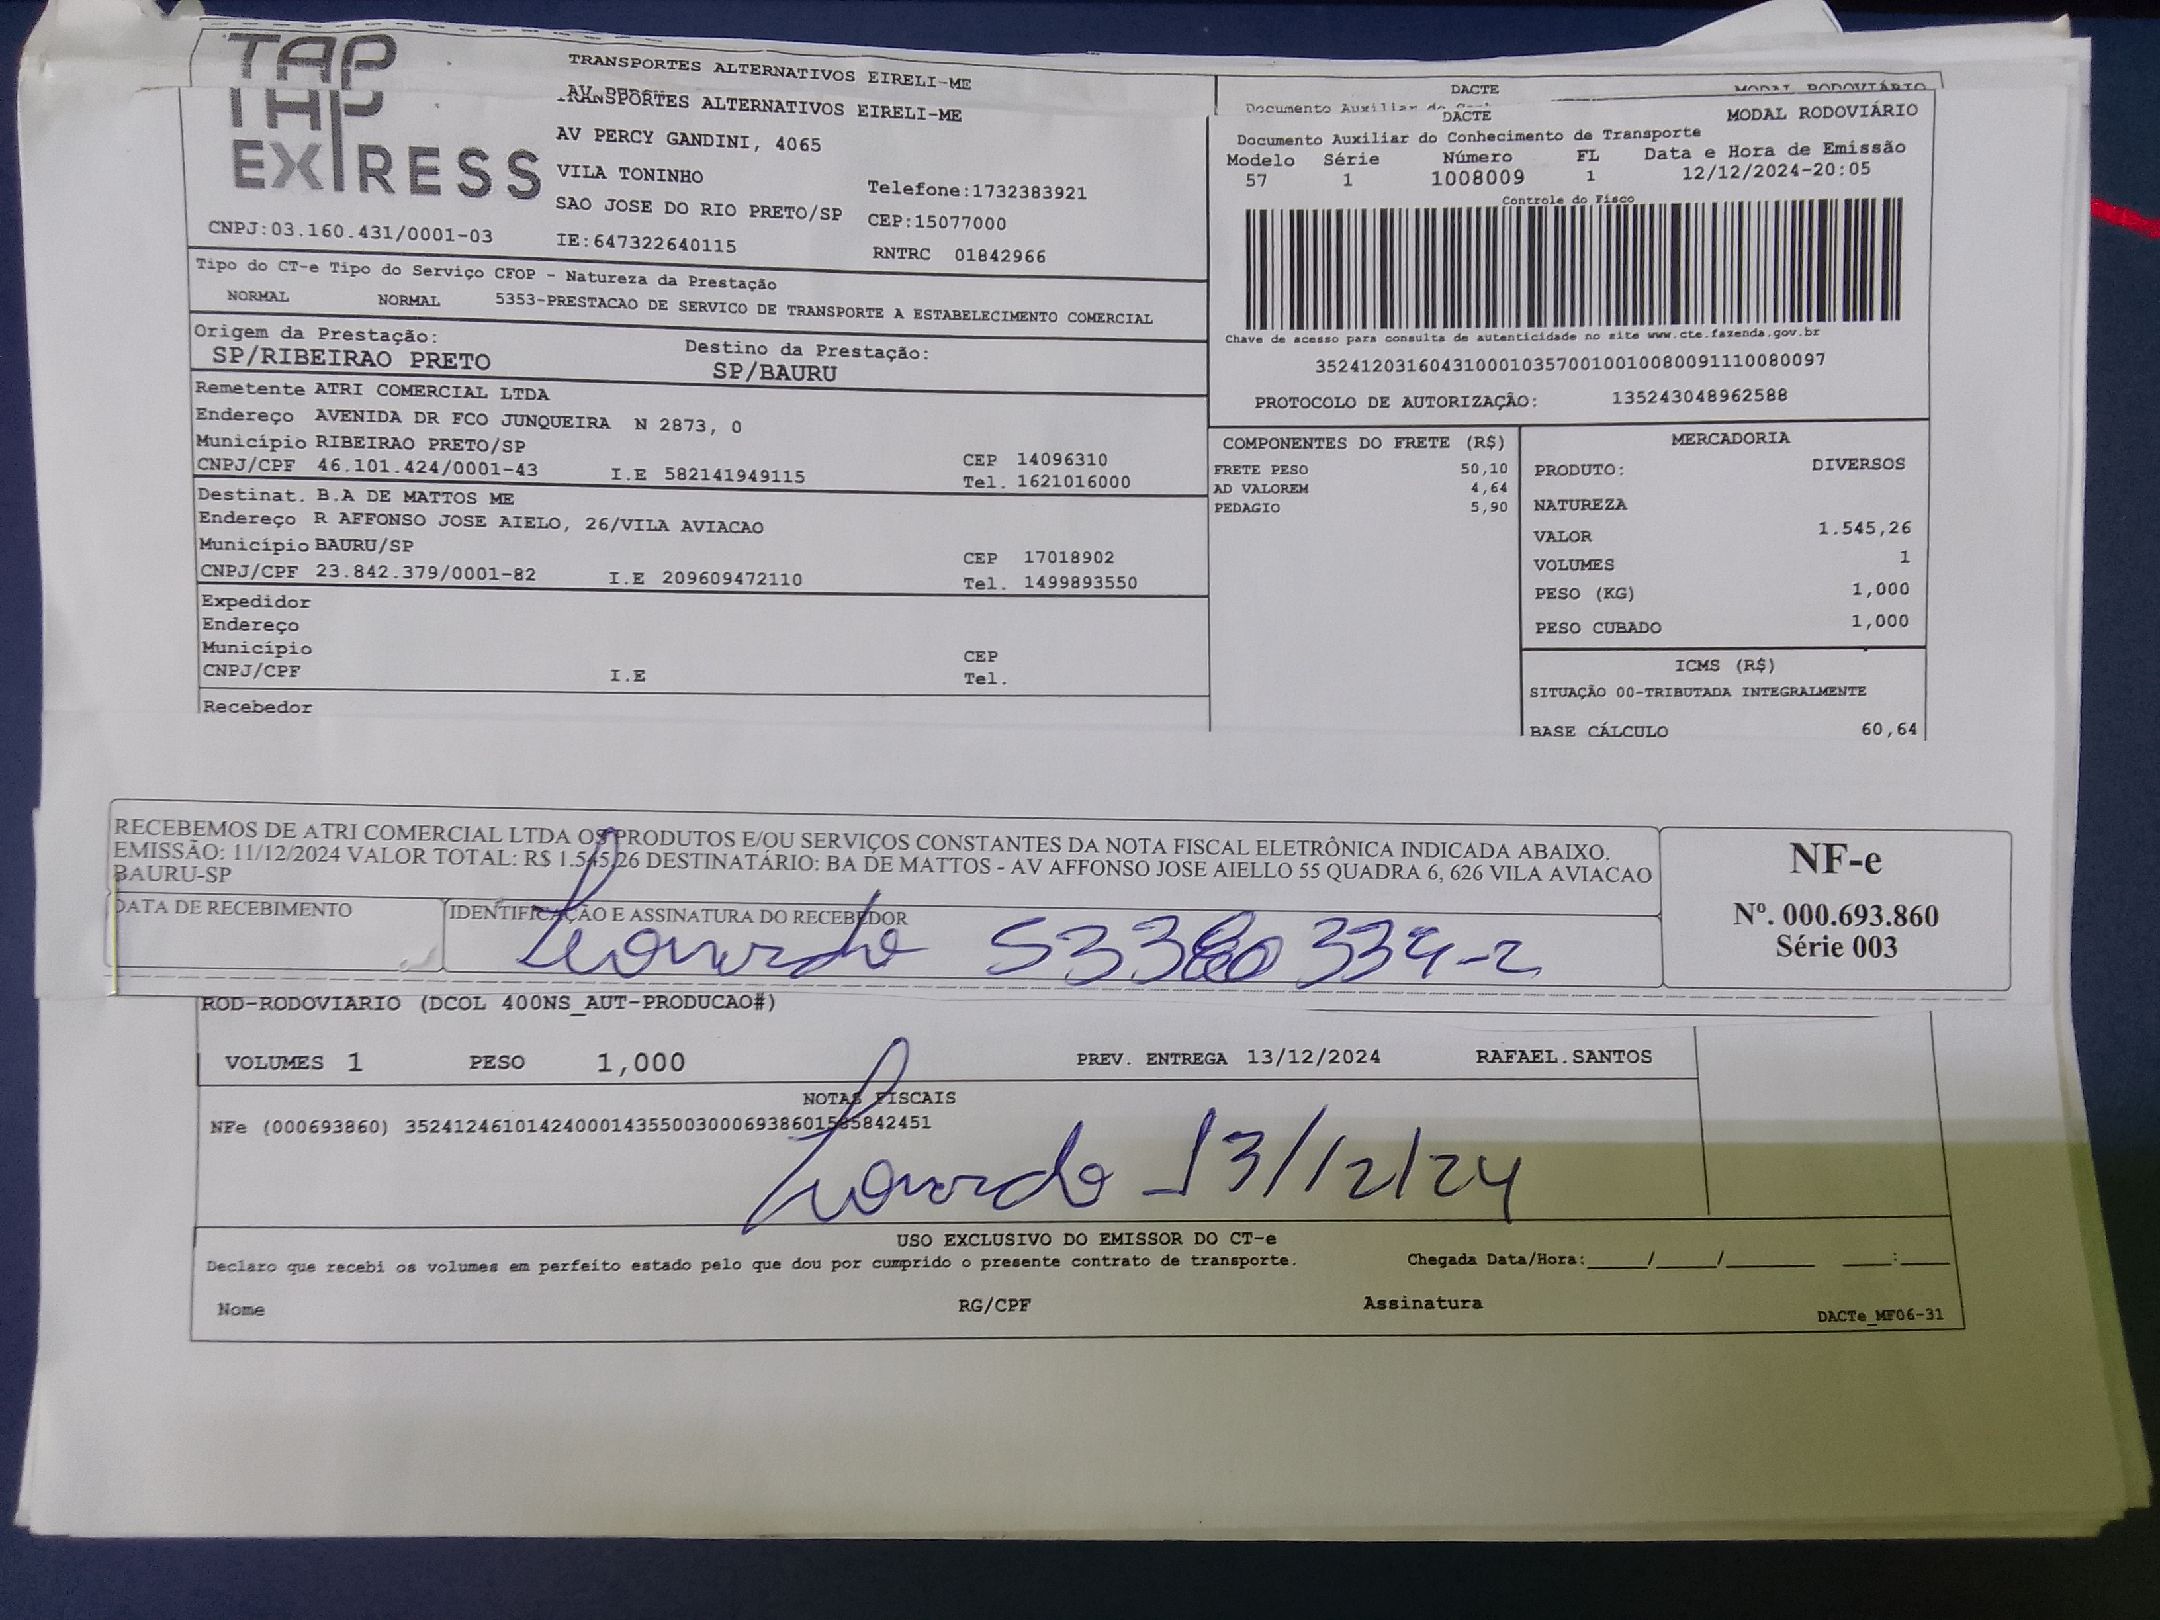 TAP
TRANSPORTES ALTERNATIVOS EIRELI-ME
DACTE
MODAL RODOVIÁRIO
TAP EXPRESS
TRANSPORTES ALTERNATIVOS EIRELI-ME
AV PERCY GANDINI, 4065
VILA TONINHO
Telefone:1732383921
SAO JOSE DO RIO PRETO/SP CEP:15077000
CNPJ:03.160.431/0001-03 IE:647322640115 RNTRC 01842966
DACTE MODAL RODOVIÁRIO
Documento Auxiliar do Conhecimento de Transporte
Modelo Série Número FL Data e Hora de Emissão
57 1 1008009 1 12/12/2024-20:05
Controle do Fisco
Chave de acesso para consulta de autenticidade no site www.cte.fazenda.gov.br
35241203160431000103570010010080091110080097
PROTOCOLO DE AUTORIZAÇÃO: 135243048962588
Tipo do CT-e Tipo do Serviço CFOP - Natureza da Prestação
NORMAL NORMAL 5353-PRESTACAO DE SERVICO DE TRANSPORTE A ESTABELECIMENTO COMERCIAL
Origem da Prestação: Destino da Prestação:
SP/RIBEIRAO PRETO SP/BAURU
Remetente ATRI COMERCIAL LTDA
Endereço AVENIDA DR FCO JUNQUEIRA N 2873, 0
Município RIBEIRAO PRETO/SP CEP 14096310
CNPJ/CPF 46.101.424/0001-43 I.E 582141949115 Tel. 1621016000
Destinat. B.A DE MATTOS ME
Endereço R AFFONSO JOSE AIELO, 26/VILA AVIACAO
Município BAURU/SP CEP 17018902
CNPJ/CPF 23.842.379/0001-82 I.E 209609472110 Tel. 1499893550
Expedidor
Endereço
Município CEP
CNPJ/CPF I.E Tel.
Recebedor
COMPONENTES DO FRETE (R$)
FRETE PESO 50,10
AD VALOREM 4,64
PEDAGIO 5,90
MERCADORIA
PRODUTO: DIVERSOS
NATUREZA
VALOR 1.545,26
VOLUMES 1
PESO (KG) 1,000
PESO CUBADO 1,000
ICMS (R$)
SITUAÇÃO 00-TRIBUTADA INTEGRALMENTE
BASE CÁLCULO 60,64
RECEBEMOS DE ATRI COMERCIAL LTDA OS PRODUTOS E/OU SERVIÇOS CONSTANTES DA NOTA FISCAL ELETRÔNICA INDICADA ABAIXO.
EMISSÃO: 11/12/2024 VALOR TOTAL: R$ 1.545,26 DESTINATÁRIO: BA DE MATTOS - AV AFFONSO JOSE AIELLO 55 QUADRA 6, 626 VILA AVIACAO
BAURU-SP
DATA DE RECEBIMENTO IDENTIFICAÇÃO E ASSINATURA DO RECEBEDOR
Leonardo
NF-e
Nº. 000.693.860
Série 003
ROD-RODOVIARIO (DCOL 400NS_AUT-PRODUCAO#)
VOLUMES 1 PESO 1,000 PREV. ENTREGA 13/12/2024 RAFAEL.SANTOS
NOTAS FISCAIS
NFe (000693860)
Leonardo 13/12/24
USO EXCLUSIVO DO EMISSOR DO CT-e
Declaro que recebi os volumes em perfeito estado pelo que dou por cumprido o presente contrato de transporte. Chegada Data/Hora:____/____/______ ___:___
Nome RG/CPF Assinatura DACTe_MF06-31